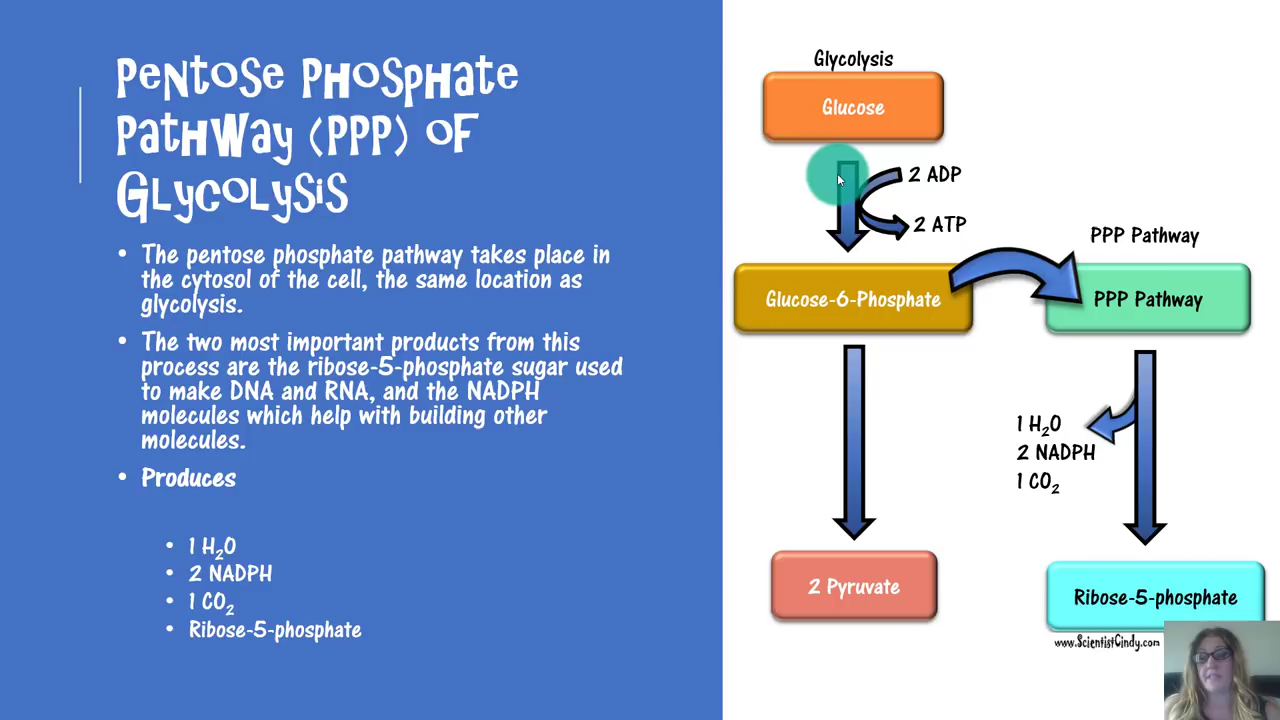 Pentose Phosphate
Pathway (PPP) of
Glycolysis
• The pentose phosphate pathway takes place in
the cytosol of the cell, the same location as
glycolysis.
• The two most important products from this
process are the ribose-5-phosphate sugar used
to make DNA and RNA, and the NADPH
molecules which help with building other
molecules.
• Produces
• 1 H₂O
• 2 NADPH
• 1 CO₂
• Ribose-5-phosphate
Glycolysis
Glucose
2 ADP
2 ATP
PPP Pathway
Glucose-6-Phosphate
PPP Pathway
1 H₂O
2 NADPH
1 CO₂
2 Pyruvate
Ribose-5-phosphate
www.ScientistCindy.com